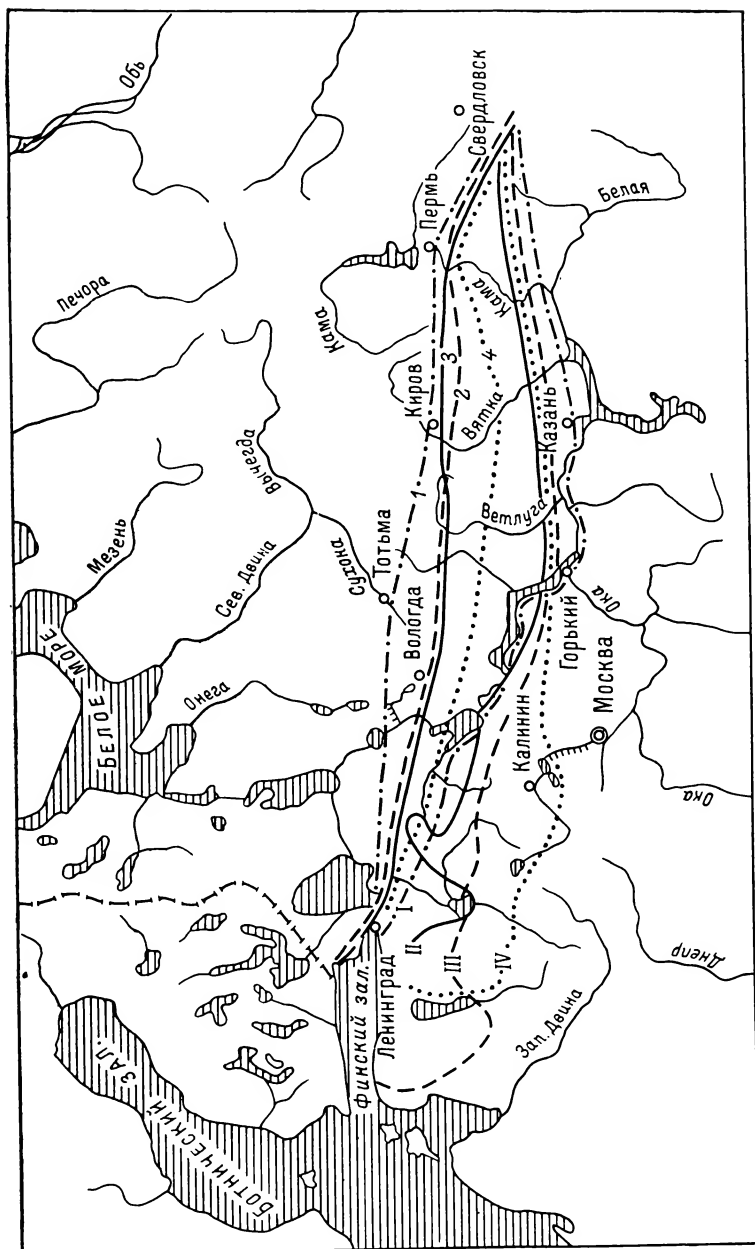 Обь
Печора
Мезень
БЕЛОЕ МОРЕ
Онега
Сев. Двина
Вычегда
Сухона
Тотьма
Вологда
Кама
Киров
Пермь
Свердловск
1
2
3
4
Вятка
Кама
Белая
Ветлуга
Казань
Горький
Ока
Москва
Калинин
Ока
Днепр
Зап. Двина
I
II
III
IV
Ленинград
ФИНСКИЙ ЗАЛ.
БОТНИЧЕСКИЙ ЗАЛ.